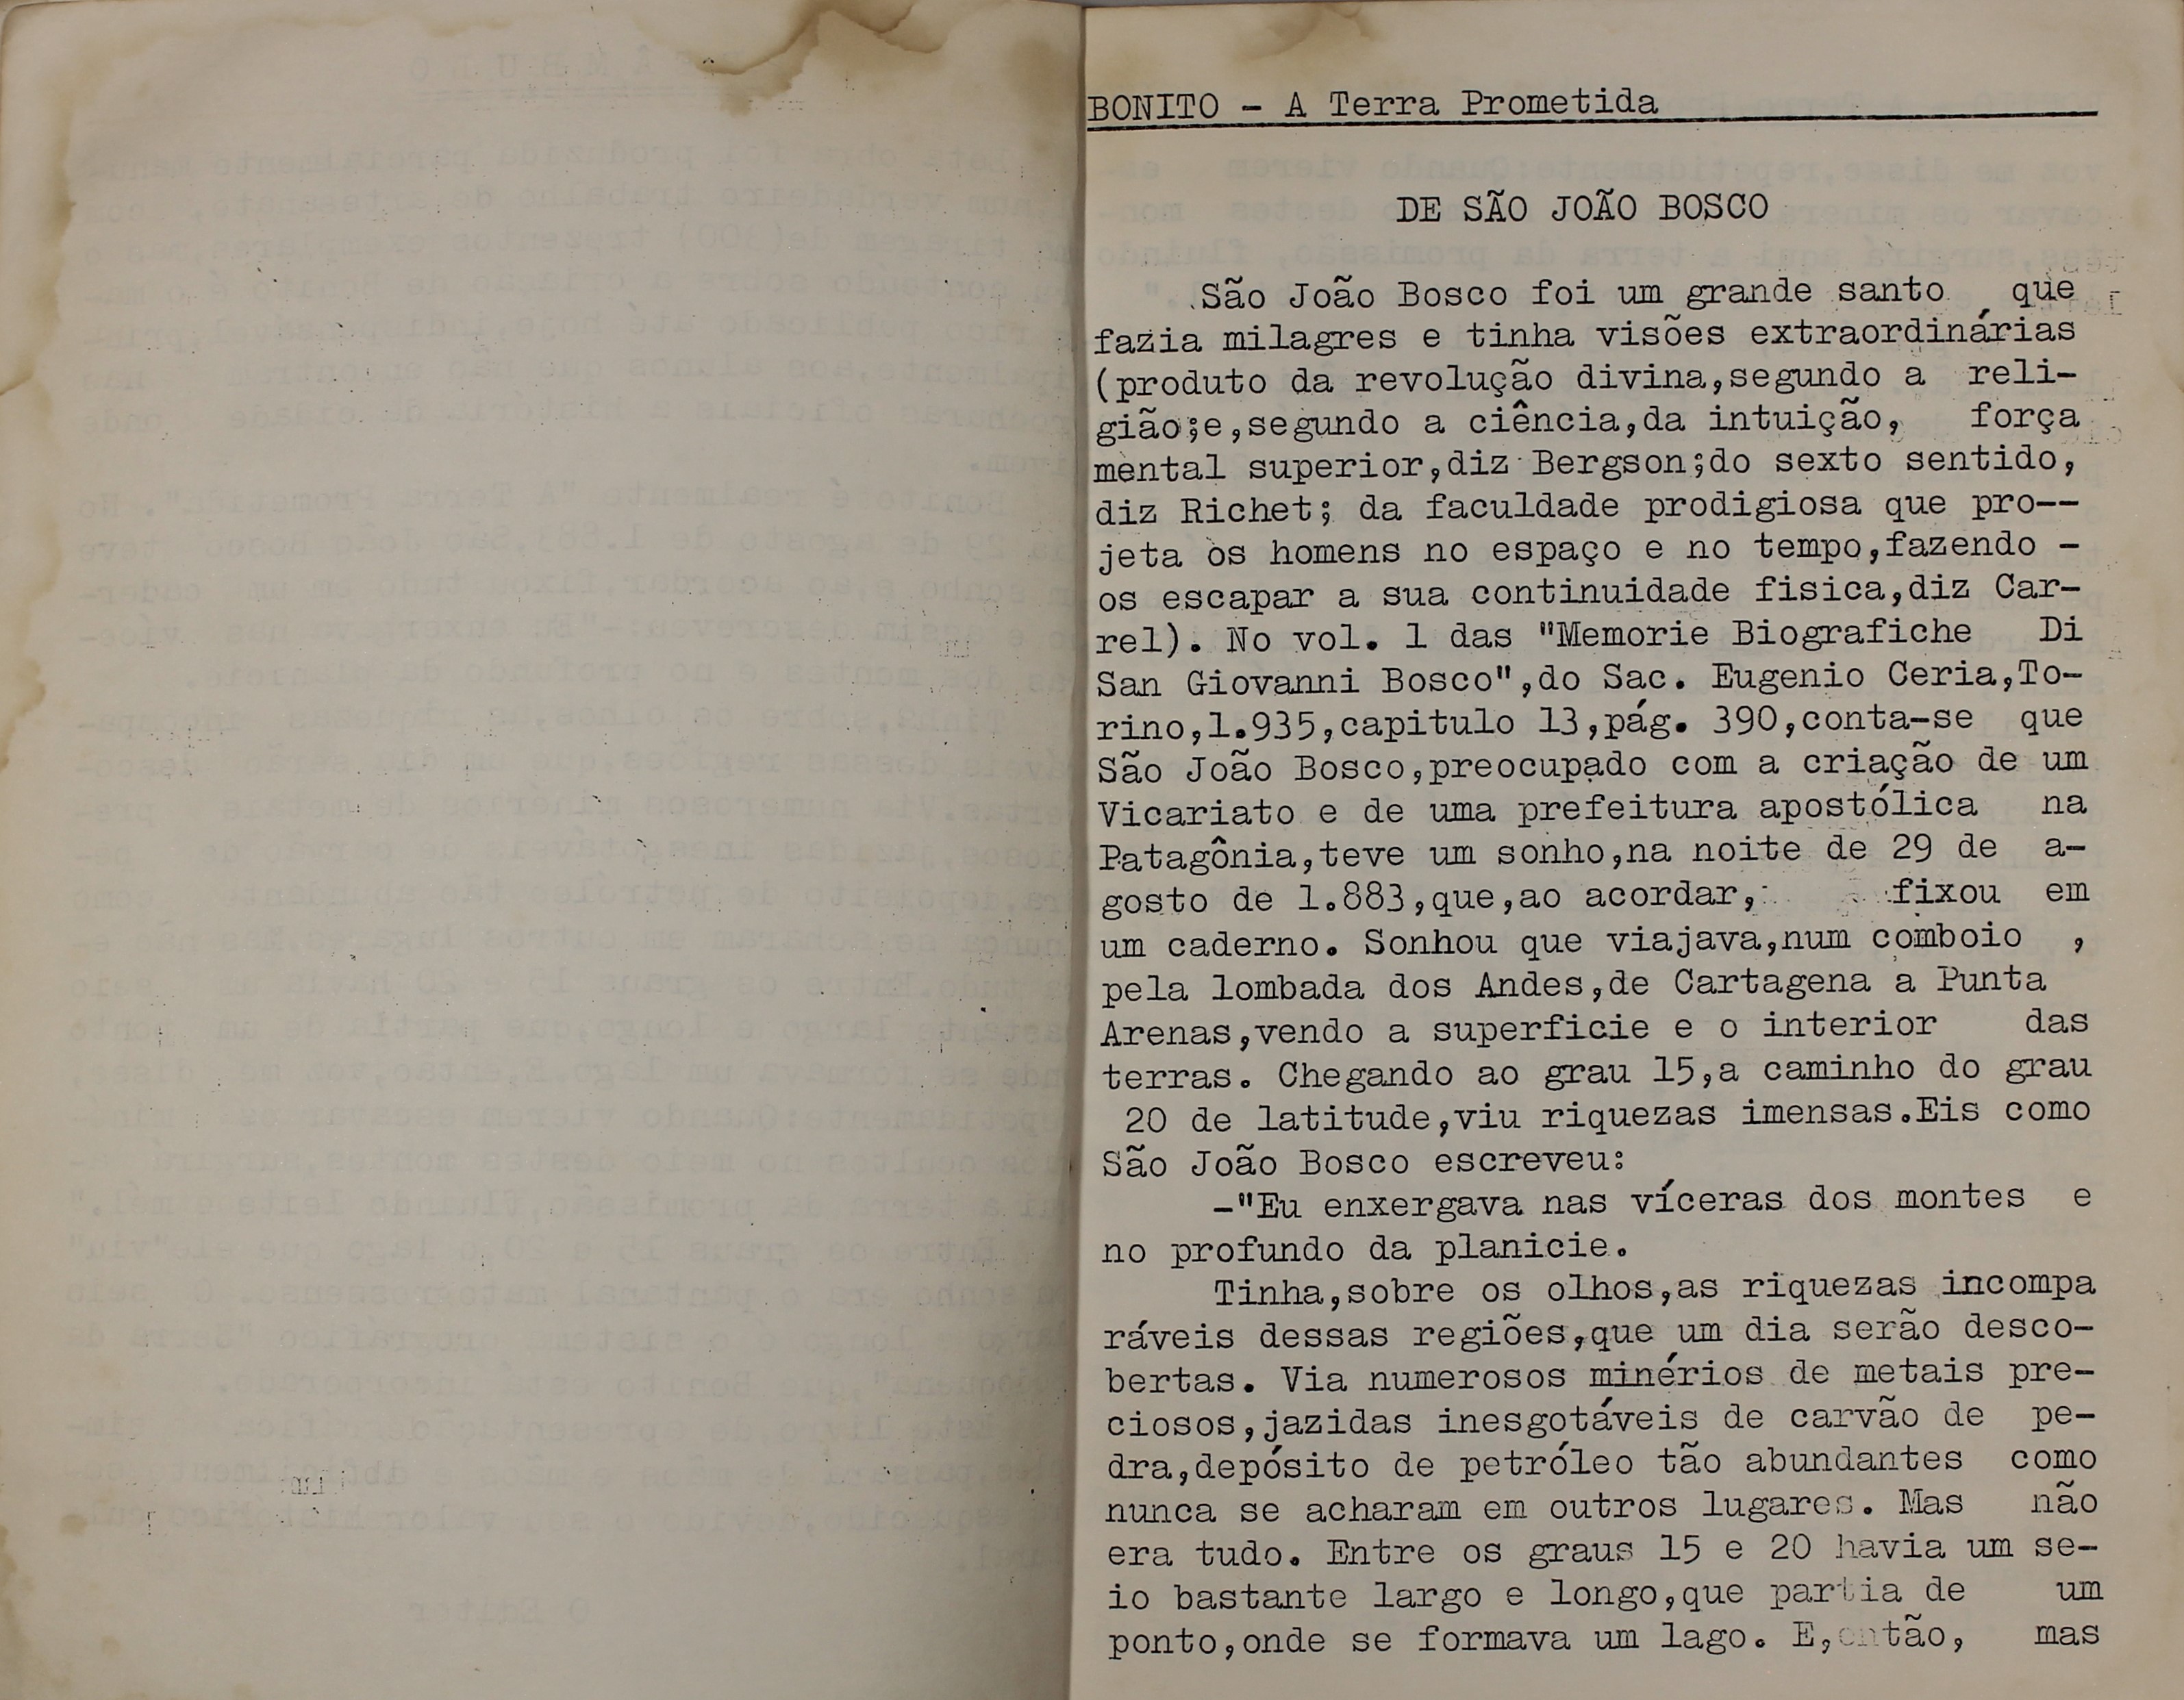 BONITO - A Terra Prometida
DE SÃO JOÃO BOSCO
São João Bosco foi um grande santo que
fazia milagres e tinha visões extraordinárias
(produto da revolução divina,segundo a reli-
gião;e,segundo a ciência,da intuição, força
mental superior,diz Bergson;do sexto sentido,
diz Richet; da faculdade prodigiosa que pro--
jeta os homens no espaço e no tempo,fazendo -
os escapar a sua continuidade fisica,diz Car-
rel). No vol. 1 das "Memorie Biografiche Di
San Giovanni Bosco",do Sac. Eugenio Ceria,To-
rino,1.935,capitulo 13,pág. 390,conta-se que
São João Bosco,preocupado com a criação de um
Vicariato e de uma prefeitura apostólica na
Patagônia,teve um sonho,na noite de 29 de a-
gosto de 1.883,que,ao acordar, fixou em
um caderno. Sonhou que viajava,num comboio ,
pela lombada dos Andes,de Cartagena a Punta
Arenas,vendo a superficie e o interior das
terras. Chegando ao grau 15,a caminho do grau
20 de latitude,viu riquezas imensas.Eis como
São João Bosco escreveu:
-"Eu enxergava nas víceras dos montes e
no profundo da planicie.
Tinha,sobre os olhos,as riquezas incompa
ráveis dessas regiões,que um dia serão desco-
bertas. Via numerosos minérios de metais pre-
ciosos,jazidas inesgotáveis de carvão de pe-
dra,depósito de petróleo tão abundantes como
nunca se acharam em outros lugares. Mas não
era tudo. Entre os graus 15 e 20 havia um se-
io bastante largo e longo,que partia de um
ponto,onde se formava um lago. E,então, mas